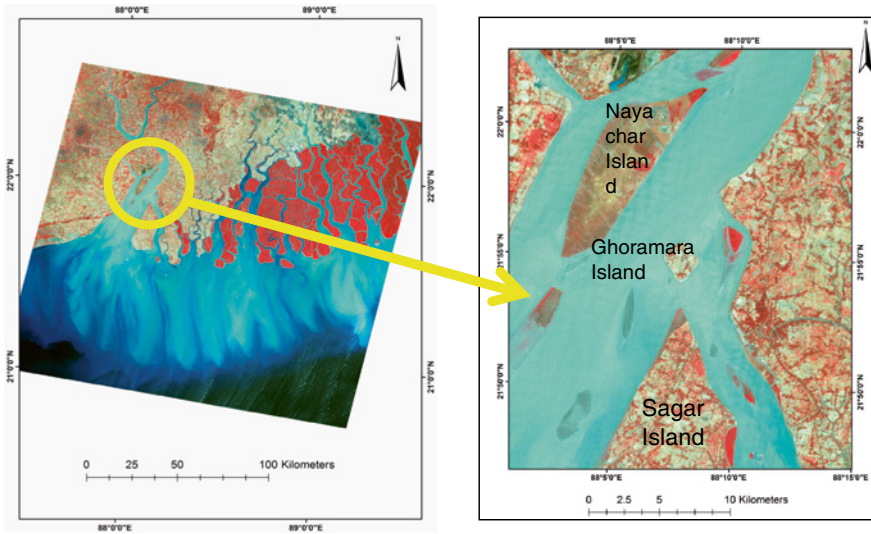 88°0'0"E 89°0'0"E
N
22°0'0"N 22°0'0"N
21°0'0"N 21°0'0"N
0 25 50 100 Kilometers
88°0'0"E 89°0'0"E
88°5'0"E 88°10'0"E
N
22°0'0"N 22°0'0"N
Naya
char
Islan
d
21°55'0"N 21°55'0"N
Ghoramara
Island
21°50'0"N 21°50'0"N
Sagar
Island
88°5'0"E 88°10'0"E 88°15'0"E
0 2.5 5 10 Kilometers